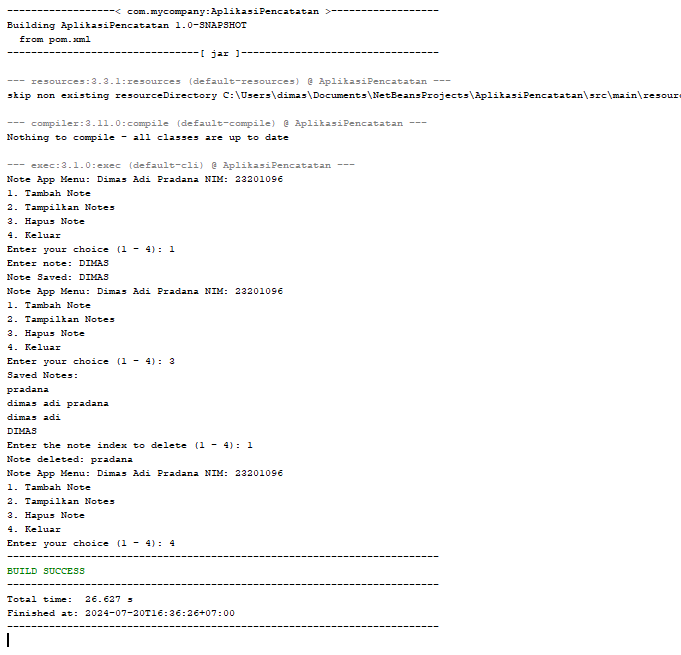 ------------------< com.mycompany:AplikasiPencatatan >------------------
Building AplikasiPencatatan 1.0-SNAPSHOT
  from pom.xml
--------------------------------[ jar ]---------------------------------

--- resources:3.3.1:resources (default-resources) @ AplikasiPencatatan ---
skip non existing resourceDirectory C:\Users\dimas\Documents\NetBeansProjects\AplikasiPencatatan\src\main\resour

--- compiler:3.11.0:compile (default-compile) @ AplikasiPencatatan ---
Nothing to compile - all classes are up to date

--- exec:3.1.0:exec (default-cli) @ AplikasiPencatatan ---
Note App Menu: Dimas Adi Pradana NIM: 23201096
1. Tambah Note
2. Tampilkan Notes
3. Hapus Note
4. Keluar
Enter your choice (1 - 4): 1
Enter note: DIMAS
Note Saved: DIMAS
Note App Menu: Dimas Adi Pradana NIM: 23201096
1. Tambah Note
2. Tampilkan Notes
3. Hapus Note
4. Keluar
Enter your choice (1 - 4): 3
Saved Notes:
pradana
dimas adi pradana
dimas adi
DIMAS
Enter the note index to delete (1 - 4): 1
Note deleted: pradana
Note App Menu: Dimas Adi Pradana NIM: 23201096
1. Tambah Note
2. Tampilkan Notes
3. Hapus Note
4. Keluar
Enter your choice (1 - 4): 4
------------------------------------------------------------------------
BUILD SUCCESS
------------------------------------------------------------------------
Total time:  26.627 s
Finished at: 2024-07-20T16:36:26+07:00
------------------------------------------------------------------------